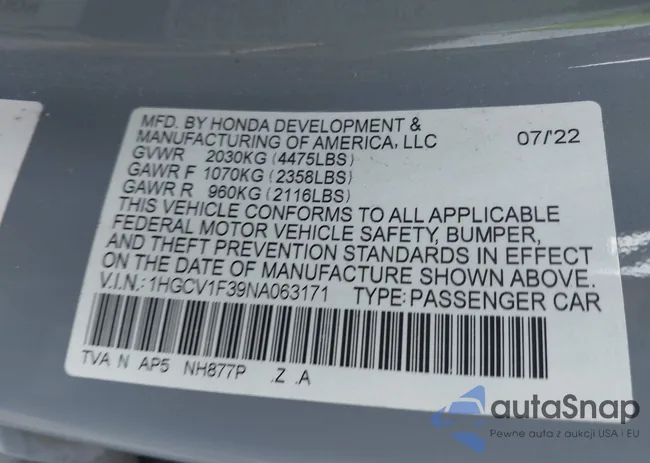 MFD. BY HONDA DEVELOPMENT &
MANUFACTURING OF AMERICA, LLC 07/'22
GVWR 2030KG (4475LBS)
GAWR F 1070KG (2358LBS)
GAWR R 960KG (2116LBS)
THIS VEHICLE CONFORMS TO ALL APPLICABLE
FEDERAL MOTOR VEHICLE SAFETY, BUMPER,
AND THEFT PREVENTION STANDARDS IN EFFECT
ON THE DATE OF MANUFACTURE SHOWN ABOVE.
V.I.N.: 1HGCV1F39NA063171 TYPE: PASSENGER CAR
TVA N AP5 NH877P .Z .A
autoSnap
Pewne auta z aukcji USA i EU